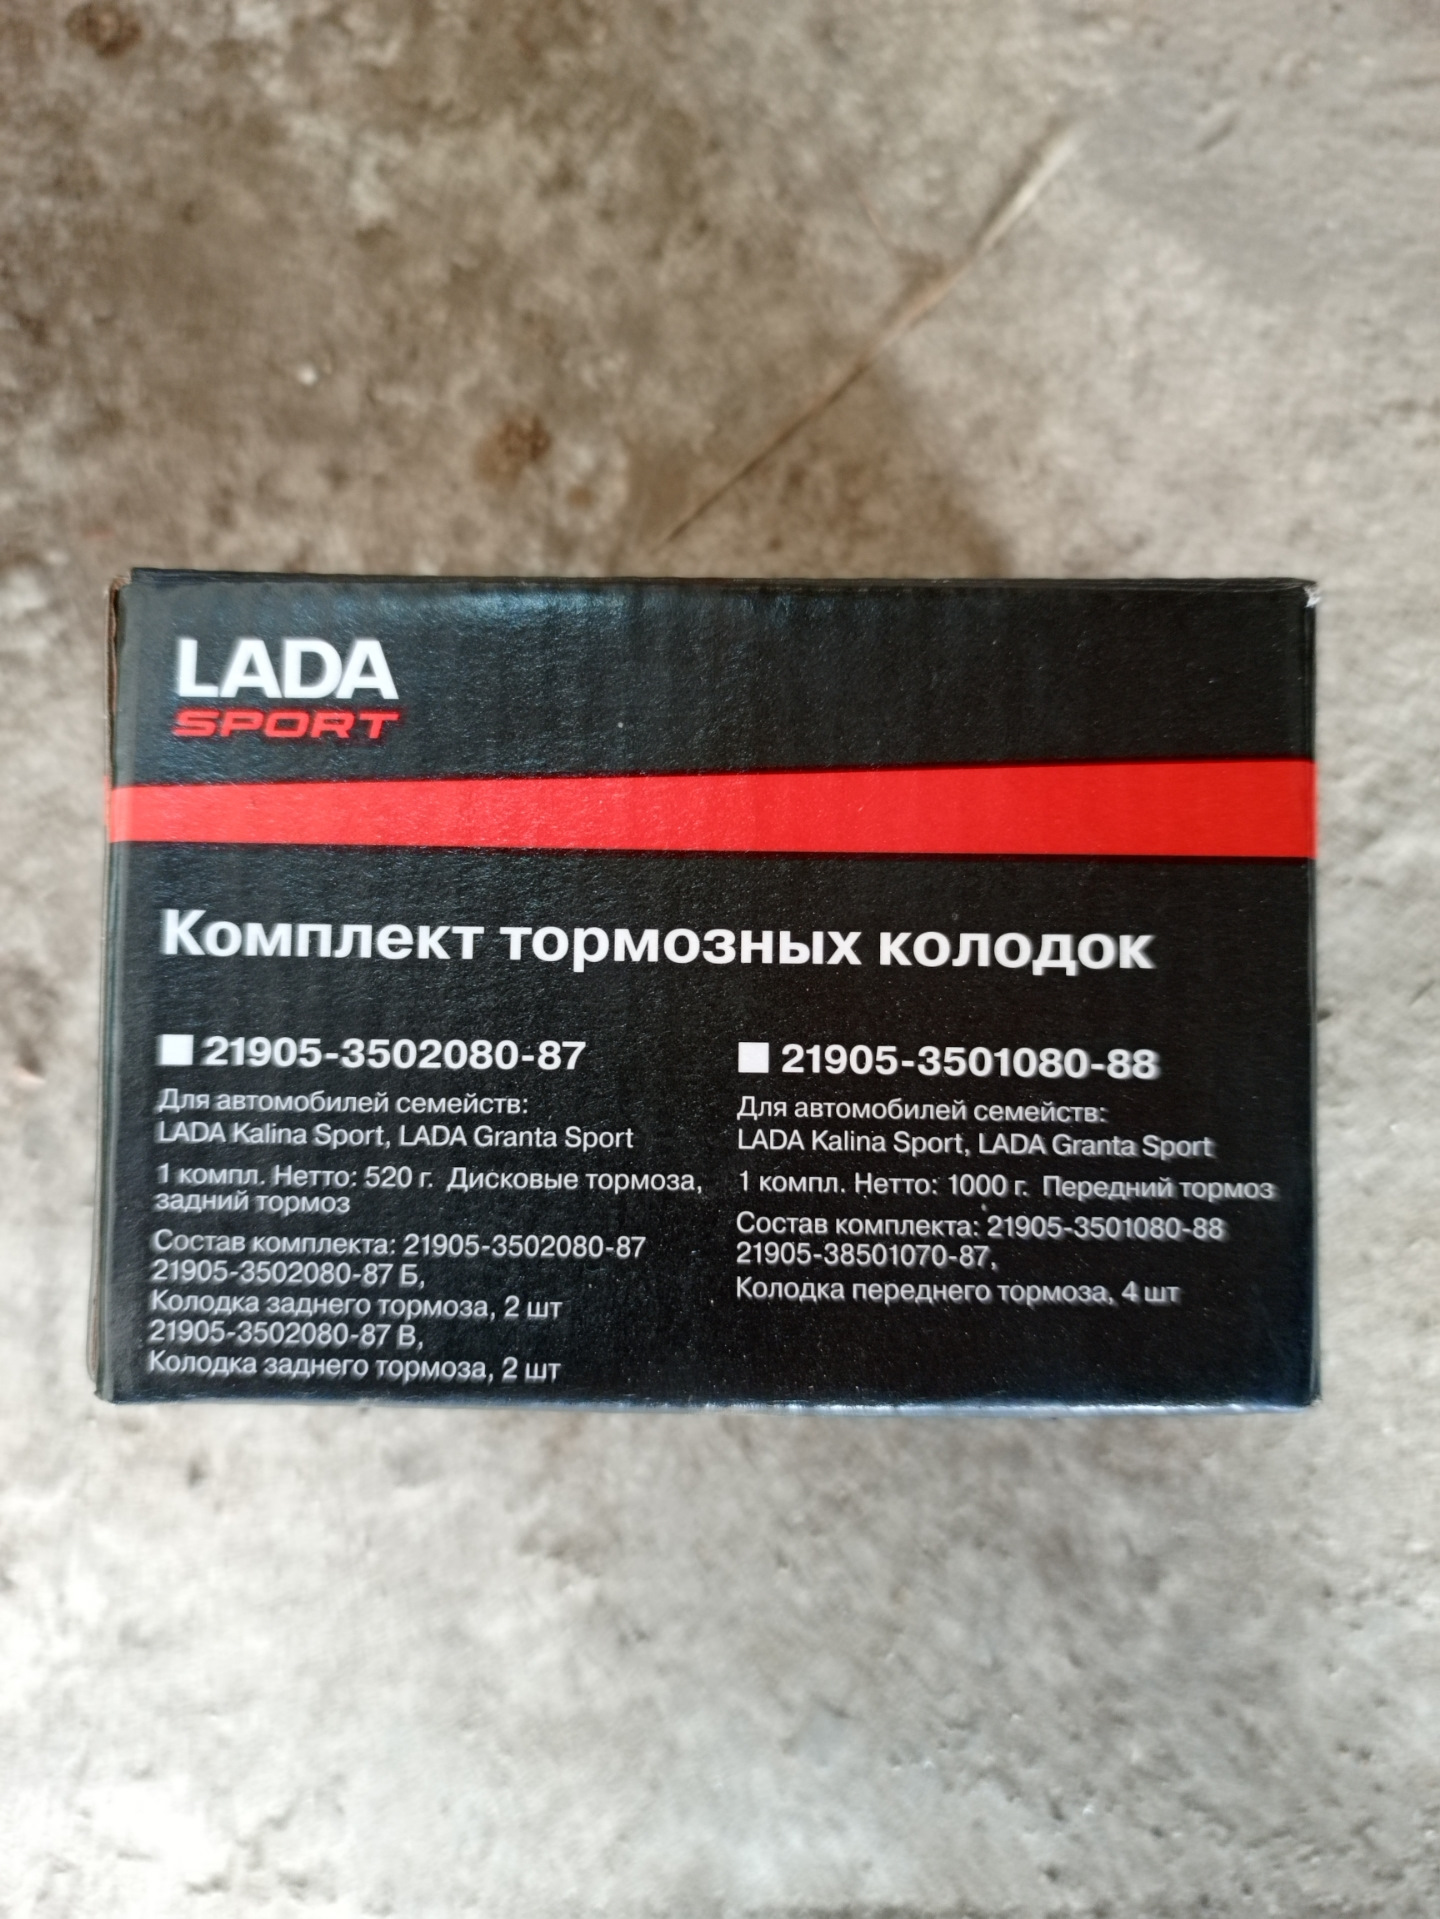 LADA
SPORT
Комплект тормозных колодок
21905-3502080-87
Для автомобилей семейств:
LADA Kalina Sport, LADA Granta Sport
1 компл. Нетто: 520 г. Дисковые тормоза,
задний тормоз
Состав комплекта: 21905-3502080-87
21905-3502080-87 Б,
Колодка заднего тормоза, 2 шт
21905-3502080-87 В,
Колодка заднего тормоза, 2 шт
21905-3501080-88
Для автомобилей семейств:
LADA Kalina Sport, LADA Granta Sport
1 компл. Нетто: 1000 г. Передний тормоз
Состав комплекта: 21905-3501080-88
21905-38501070-87,
Колодка переднего тормоза, 4 шт